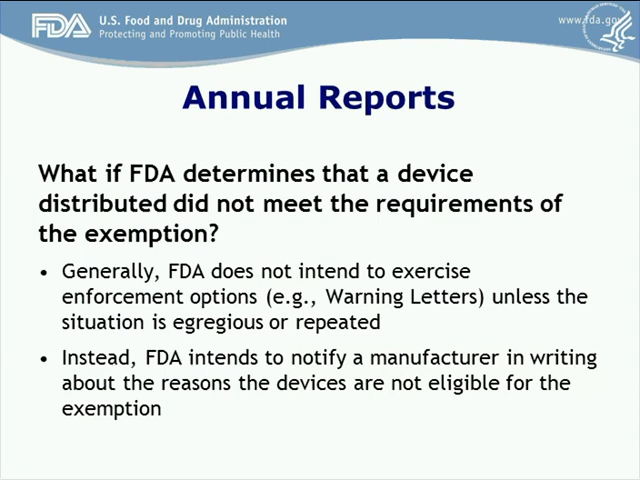 FDA
U.S. Food and Drug Administration
Protecting and Promoting Public Health
www.fda.gov
Annual Reports
What if FDA determines that a device
distributed did not meet the requirements of
the exemption?
• Generally, FDA does not intend to exercise
enforcement options (e.g., Warning Letters) unless the
situation is egregious or repeated
• Instead, FDA intends to notify a manufacturer in writing
about the reasons the devices are not eligible for the
exemption